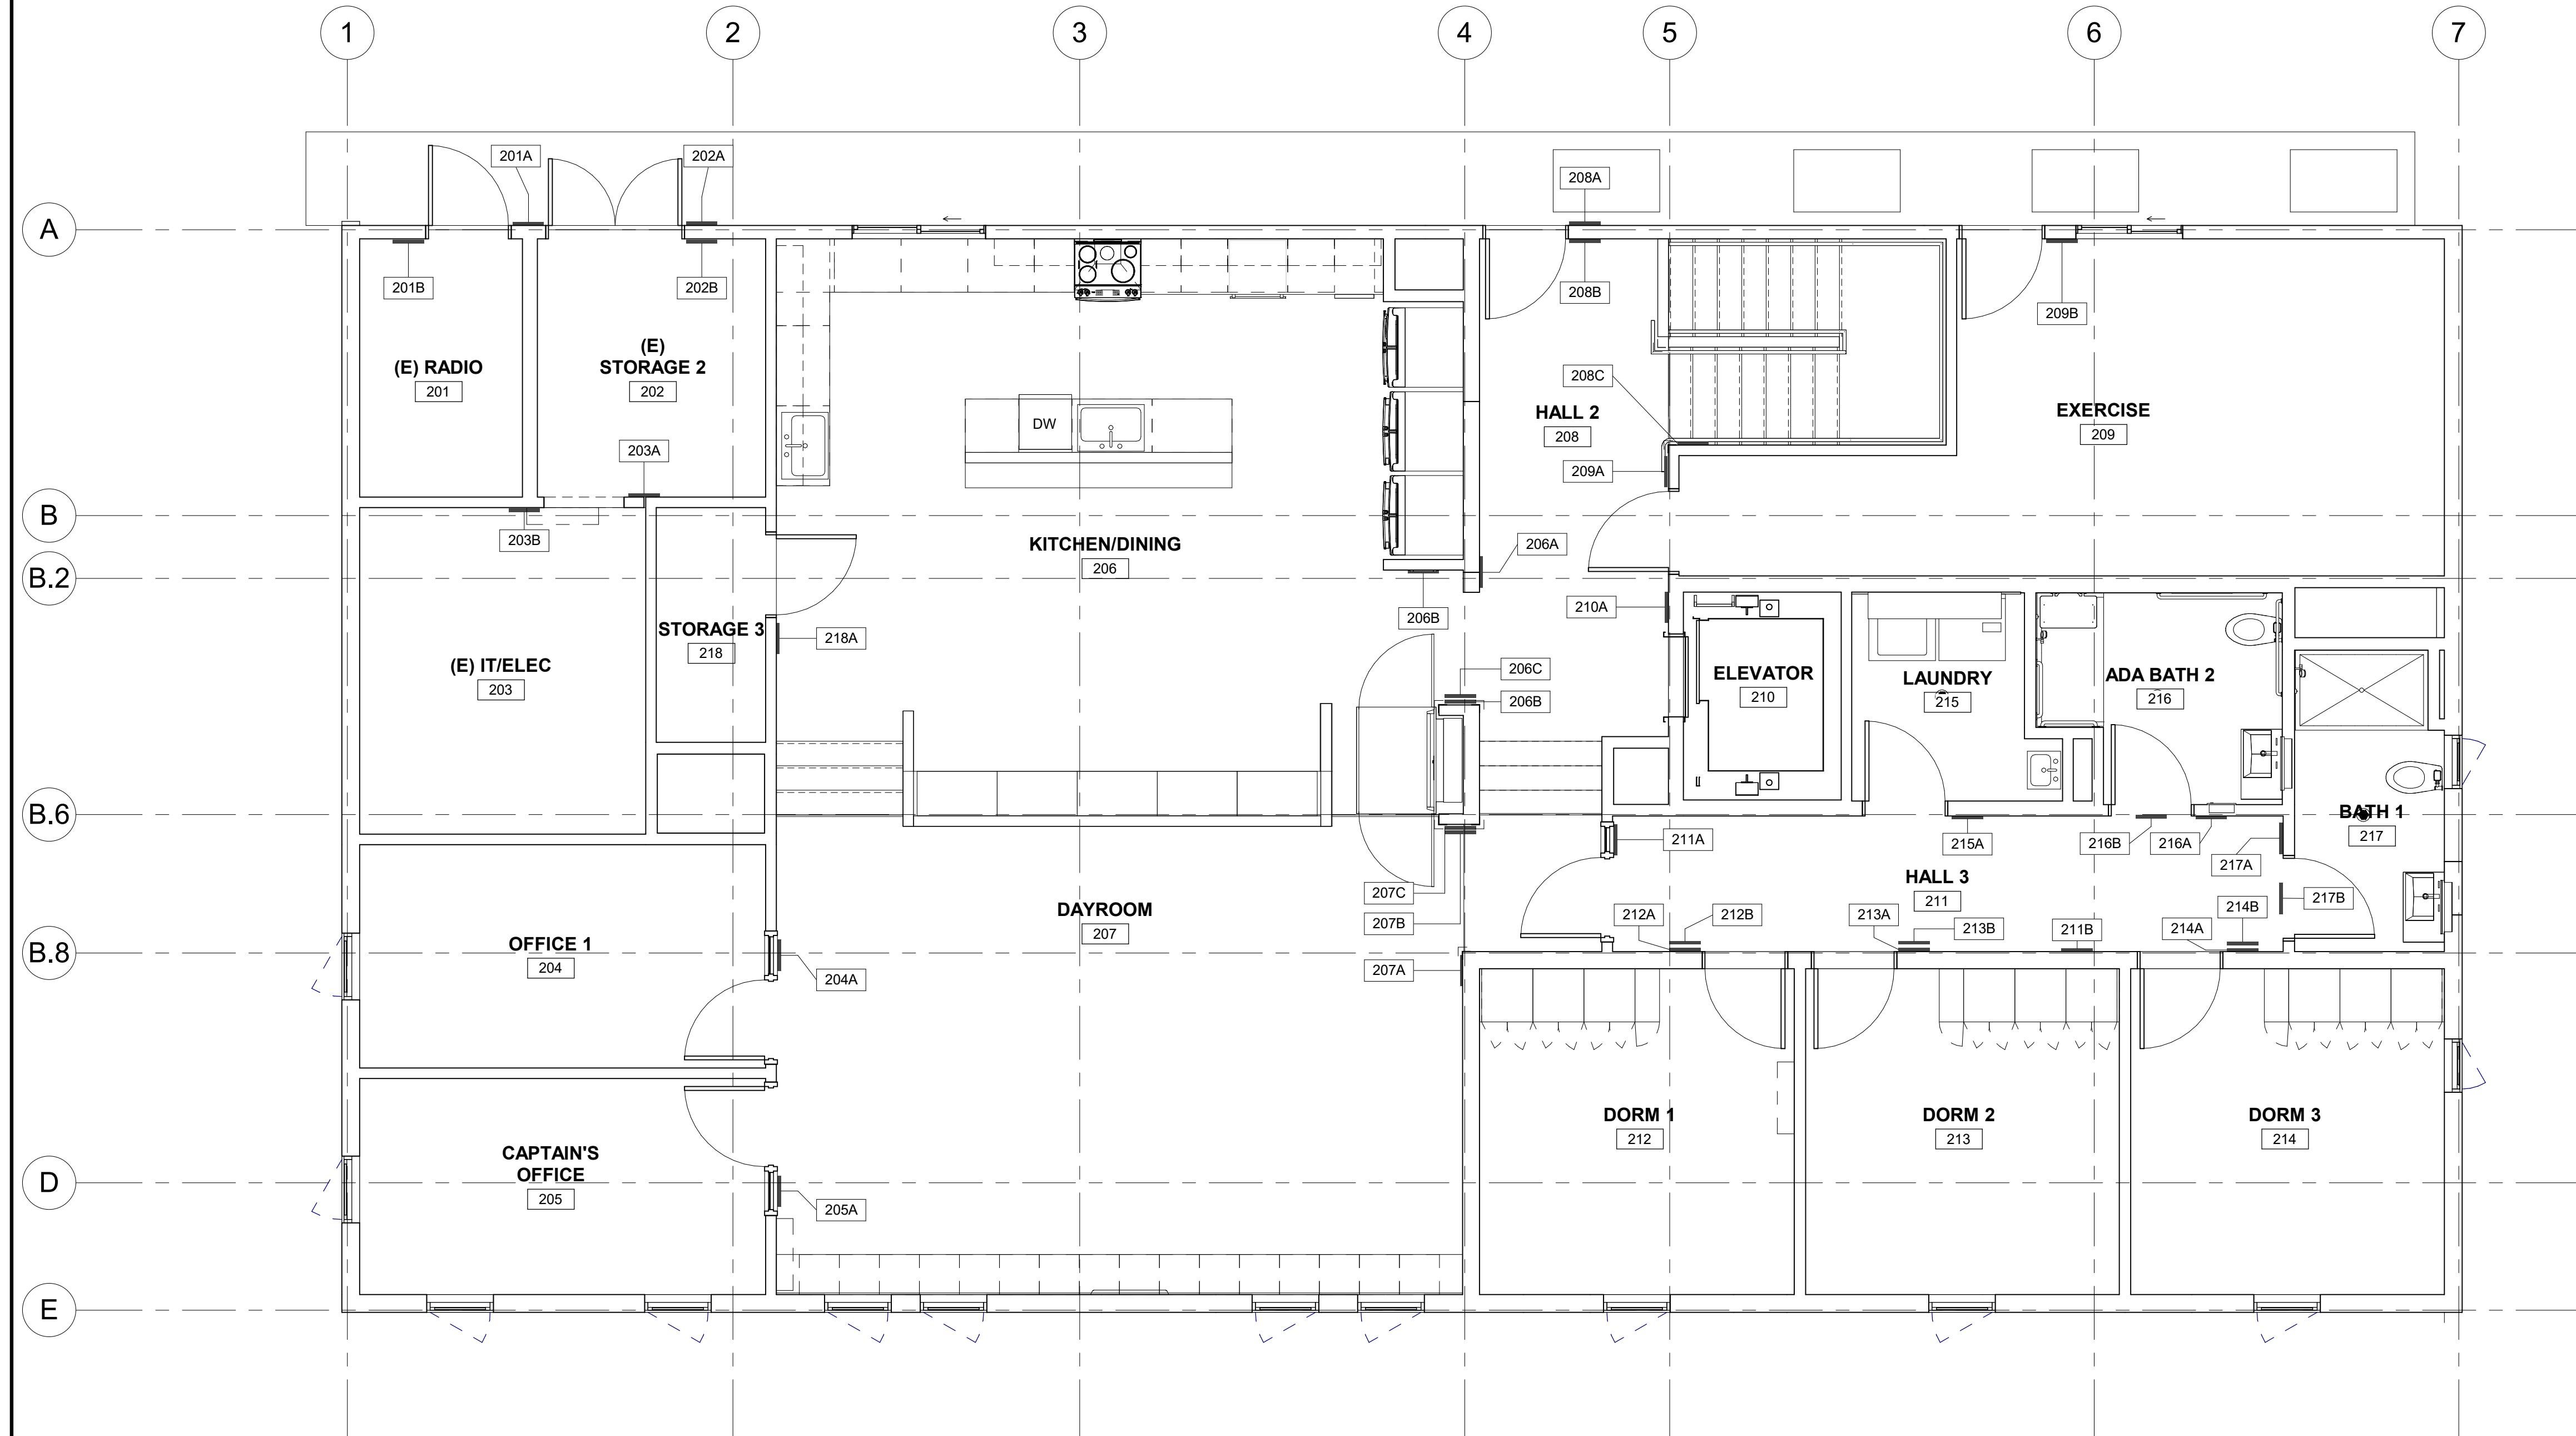 1
2
3
4
5
6
7
201A
202A
208A
A
201B
202B
208B
209B
(E) RADIO
201
(E)
STORAGE 2
202
208C
HALL 2
208
EXERCISE
209
DW
203A
209A
B
203B
KITCHEN/DINING
206
206A
B.2
206B
210A
STORAGE 3
218
218A
(E) IT/ELEC
203
206C
206B
ELEVATOR
210
LAUNDRY
215
ADA BATH 2
216
B.6
BATH 1
217
211A
215A
216B
216A
217A
HALL 3
211
207C
207B
217B
DAYROOM
207
212A
212B
213A
213B
211B
214A
214B
B.8
OFFICE 1
204
204A
207A
DORM 1
212
DORM 2
213
DORM 3
214
CAPTAIN'S
OFFICE
205
D
205A
E